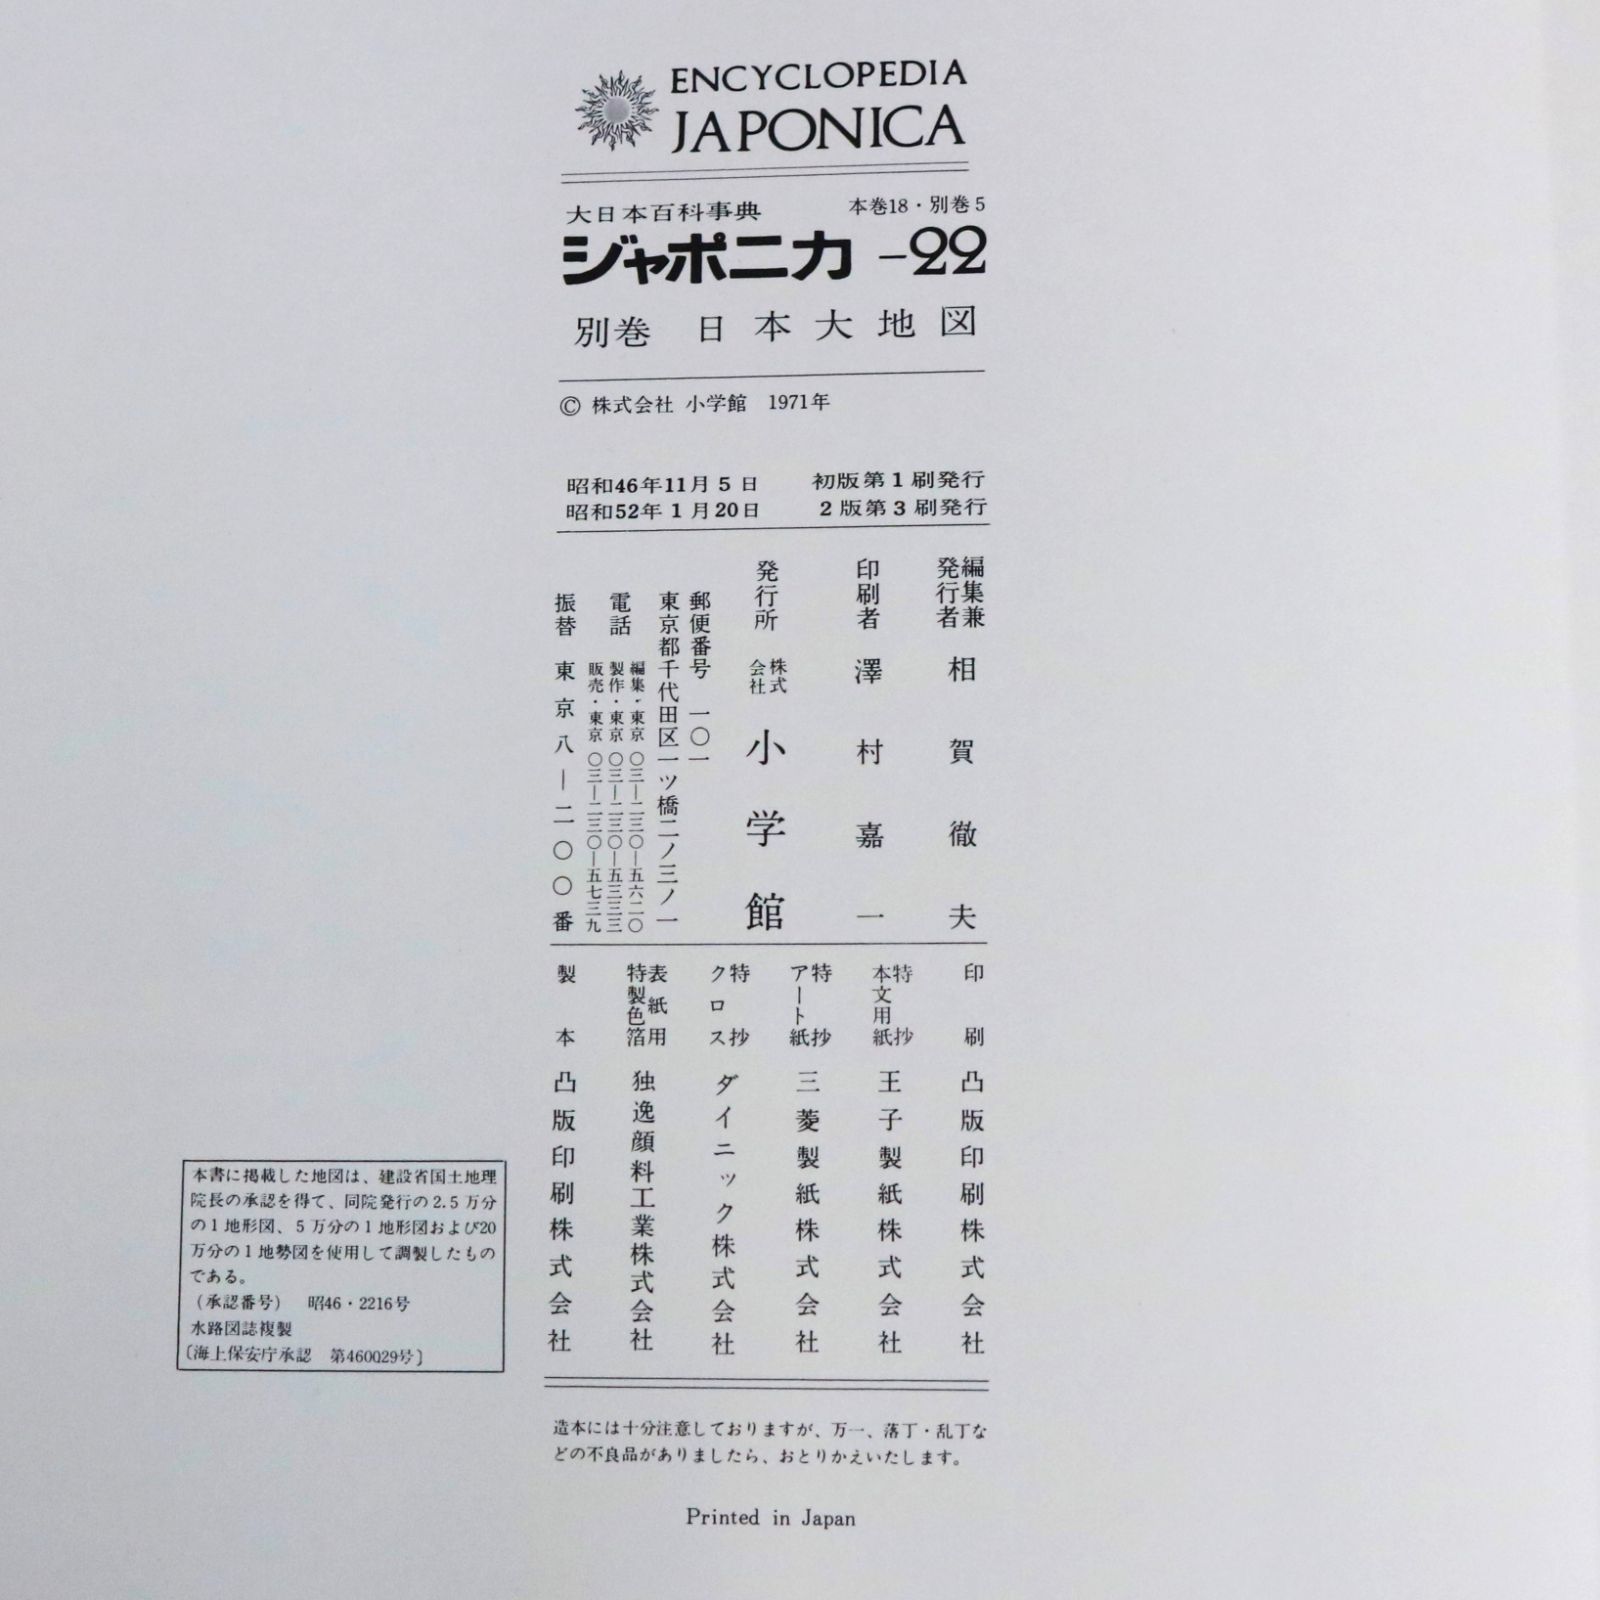 ENCYCLOPEDIA
JAPONICA
大日本百科事典 本巻18・別巻5
ジャポニカ -22
別巻 日本大地図
© 株式会社 小学館 1971年
昭和46年11月5日 初版第1刷発行
昭和52年1月20日 2版第3刷発行
編集兼発行者 相賀徹夫
印刷者 澤村嘉一
発行所 株式会社 小学館
郵便番号 一〇一
東京都千代田区一ツ橋二ノ三ノ一
電話
編集・東京 〇三―二三〇―五六二〇
製作・東京 〇三―二三〇―五三三三
販売・東京 〇三―二三〇―五七三九
振替 東京八―二〇〇番
印刷 凸版印刷株式会社
特抄本文用紙 王子製紙株式会社
特抄アート紙 三菱製紙株式会社
特抄クロス ダイニック株式会社
表紙用特製色箔 独逸顔料工業株式会社
製本 凸版印刷株式会社
本書に掲載した地図は、建設省国土地理
院長の承認を得て、同院発行の2.5万分
の1地形図、5万分の1地形図および20
万分の1地勢図を使用して調製したもの
である。
（承認番号） 昭46・2216号
水路図誌複製
〔海上保安庁承認 第460029号〕
造本には十分注意しておりますが、万一、落丁・乱丁な
どの不良品がありましたら、おとりかえいたします。
Printed in Japan